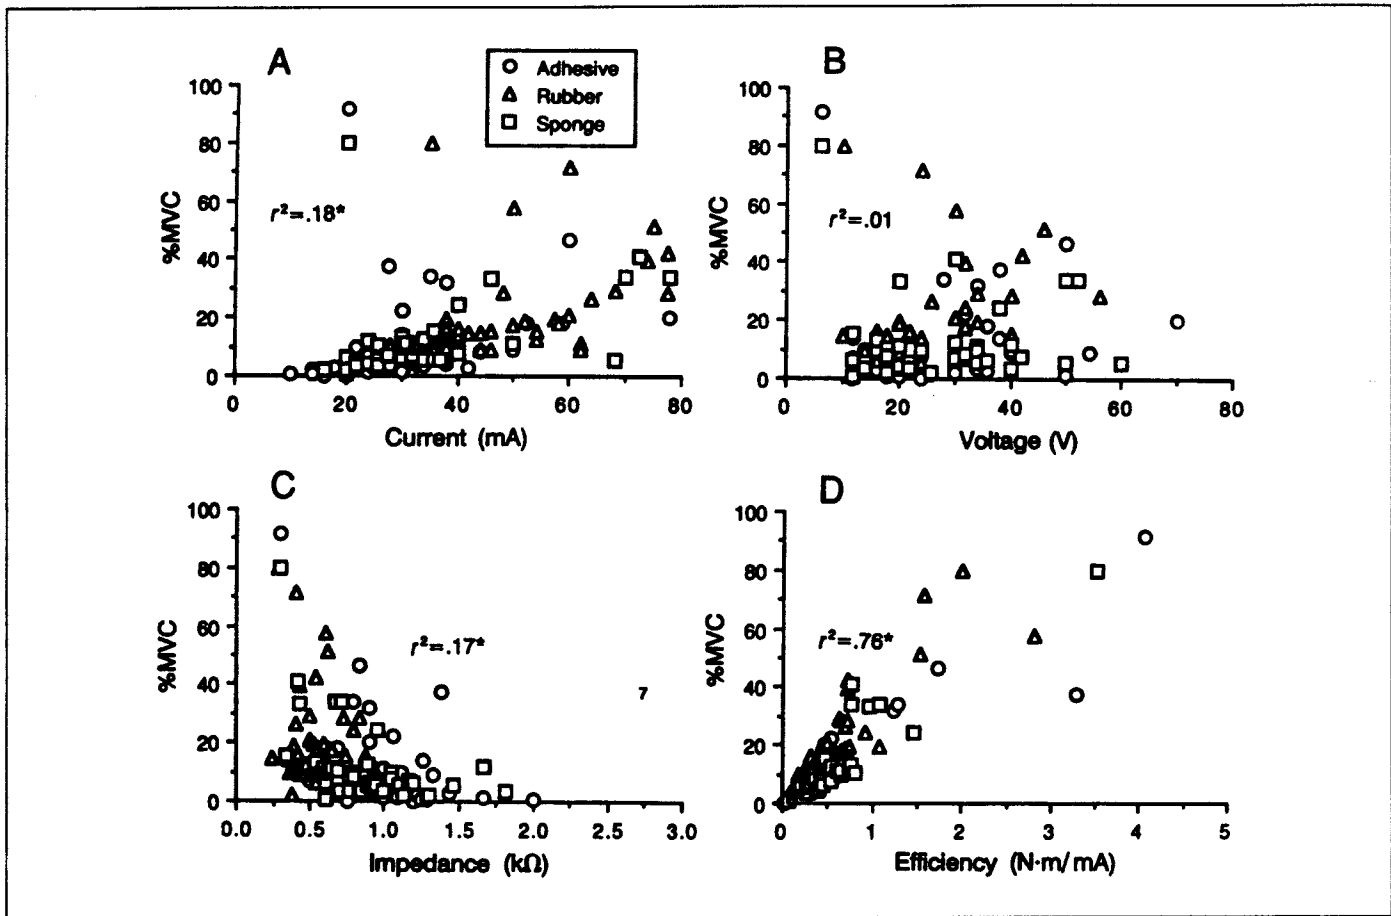 A
Adhesive
Rubber
Sponge
100
80
60
40
20
0
%MVC
r²=.18*
0 20 40 60 80
Current (mA)
B
100
80
60
40
20
0
%MVC
r²=.01
0 20 40 60 80
Voltage (V)
C
100
80
60
40
20
0
%MVC
r²=.17*
7
0.0 0.5 1.0 1.5 2.0 2.5 3.0
Impedance (kΩ)
D
100
80
60
40
20
0
%MVC
r²=.76*
0 1 2 3 4 5
Efficiency (N·m/mA)